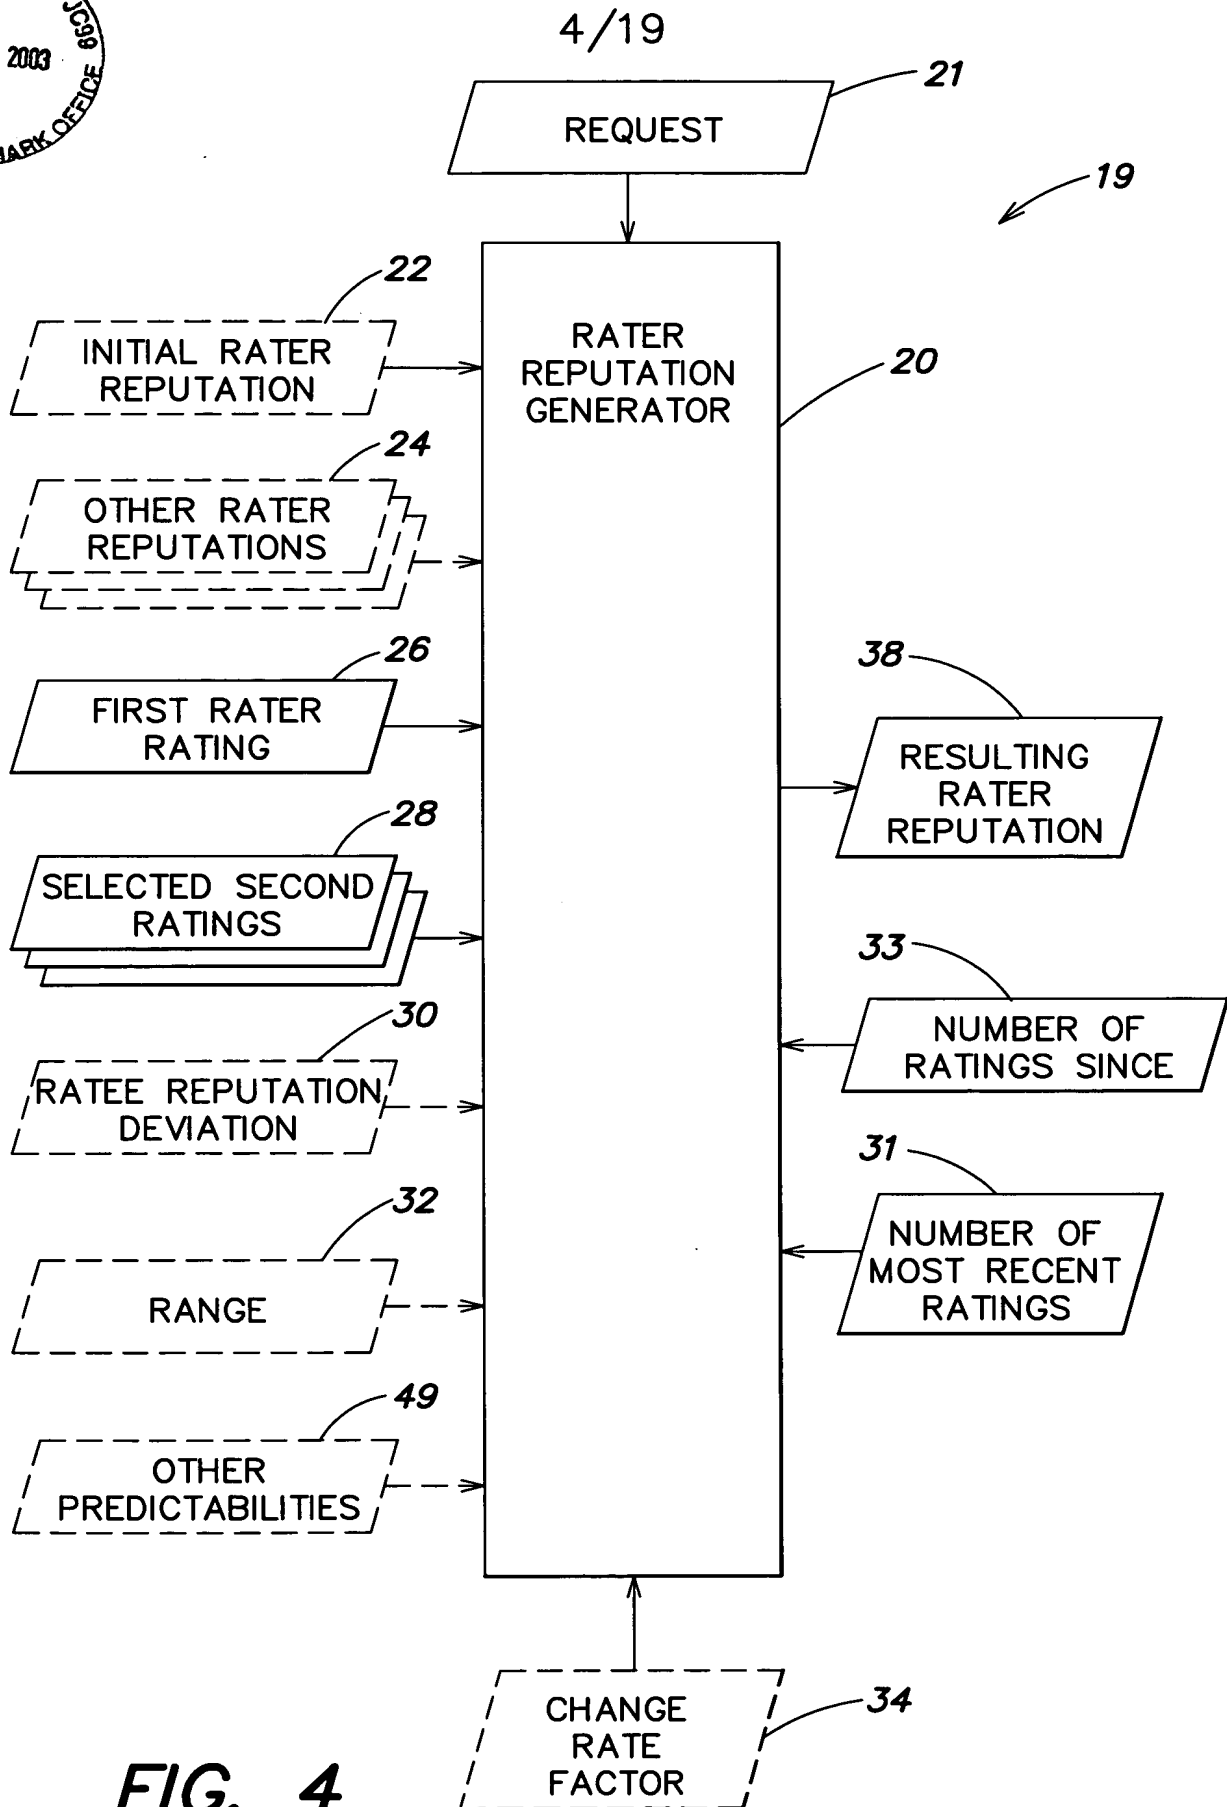 4/19
JC98
2003
MARK OFFICE
REQUEST
21
19
22
INITIAL RATER
REPUTATION
RATER
REPUTATION
GENERATOR
20
24
OTHER RATER
REPUTATIONS
26
FIRST RATER
RATING
38
RESULTING
RATER
REPUTATION
28
SELECTED SECOND
RATINGS
33
NUMBER OF
RATINGS SINCE
30
RATEE REPUTATION
DEVIATION
31
NUMBER OF
MOST RECENT
RATINGS
32
RANGE
49
OTHER
PREDICTABILITIES
34
CHANGE
RATE
FACTOR
FIG. 4